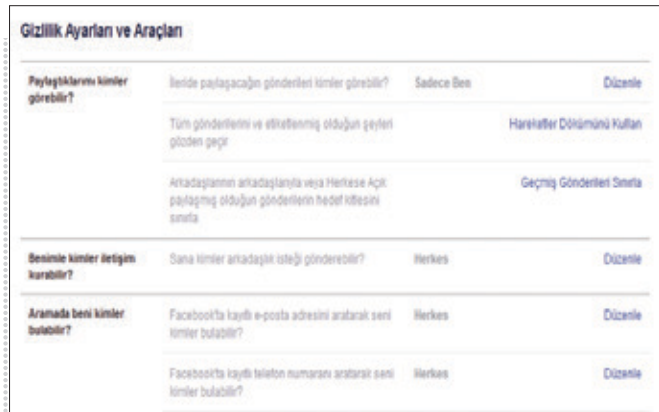 Gizlilik Ayarları ve Araçları
Paylaştıklarımı kimler
görebilir?
İleride paylaşacağın gönderileri kimler görebilir?
Sadece Ben
Düzenle
Tüm gönderilerini ve etiketlenmiş olduğun şeyleri
gözden geçir
Hareketler Dökümünü Kullan
Arkadaşlarının arkadaşlarıyla veya Herkese Açık
paylaşmış olduğun gönderilerin hedef kitlesini
sınırla
Geçmiş Gönderileri Sınırla
Benimle kimler iletişim
kurabilir?
Sana kimler arkadaşlık isteği gönderebilir?
Herkes
Düzenle
Aramada beni kimler
bulabilir?
Facebook'ta kayıtlı e-posta adresini aratarak seni
kimler bulabilir?
Herkes
Düzenle
Facebook'ta kayıtlı telefon numaranı aratarak seni
kimler bulabilir?
Herkes
Düzenle